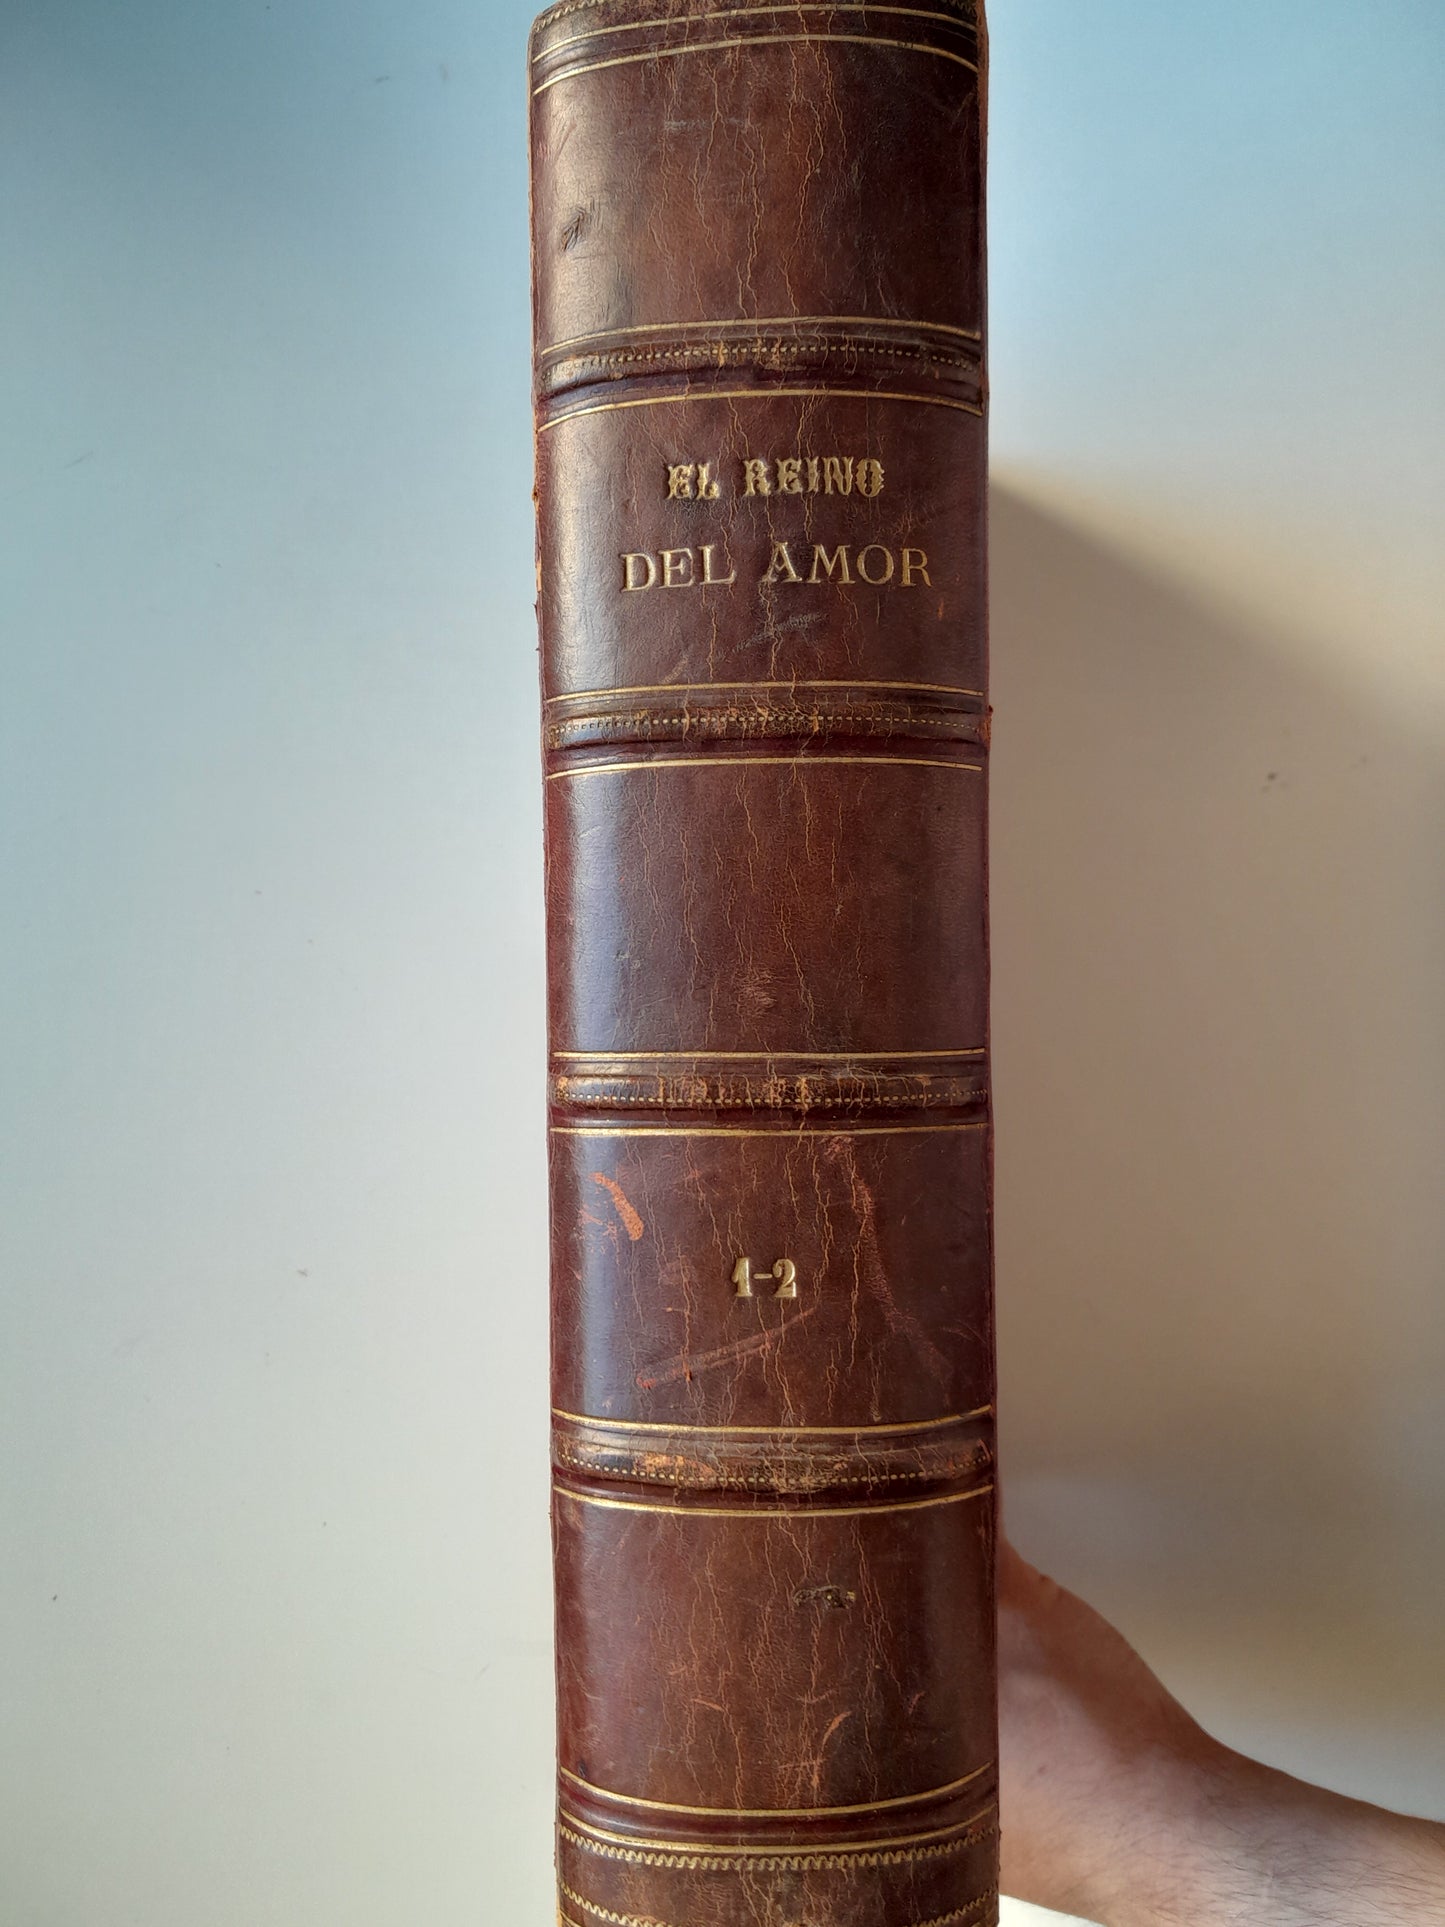 EL REINO
DEL AMOR
1-2